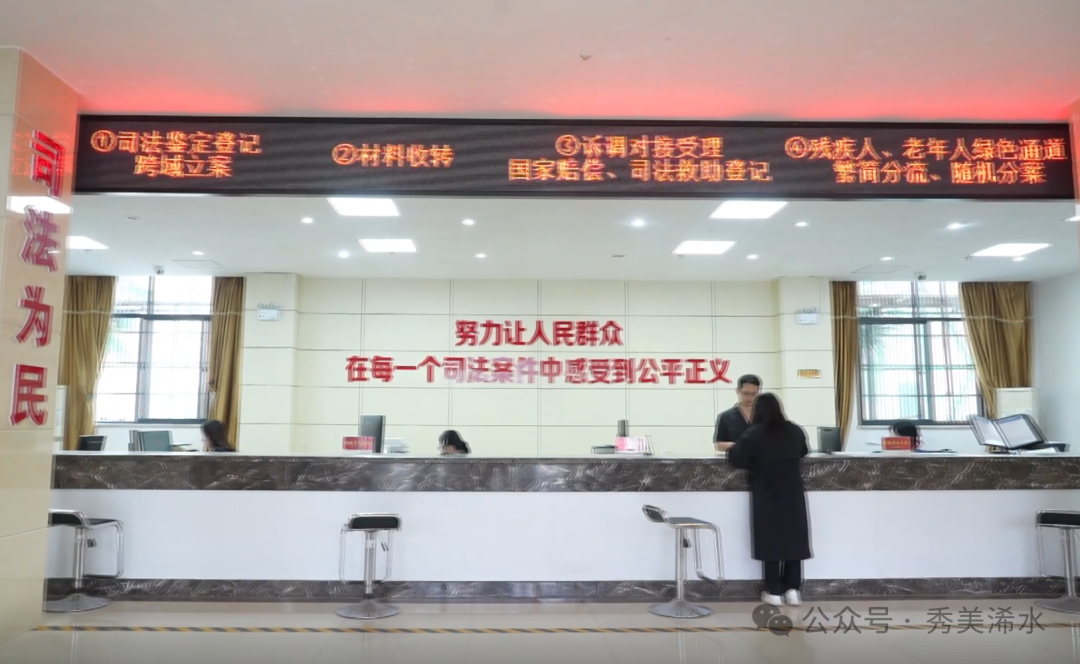 ①司法鉴定登记
跨域立案
②材料收转
③诉调对接受理
国家赔偿、司法救助登记
④残疾人、老年人绿色通道
繁简分流、随机分案
司法为民
努力让人民群众
在每一个司法案件中感受到公平正义
公众号·秀美浠水